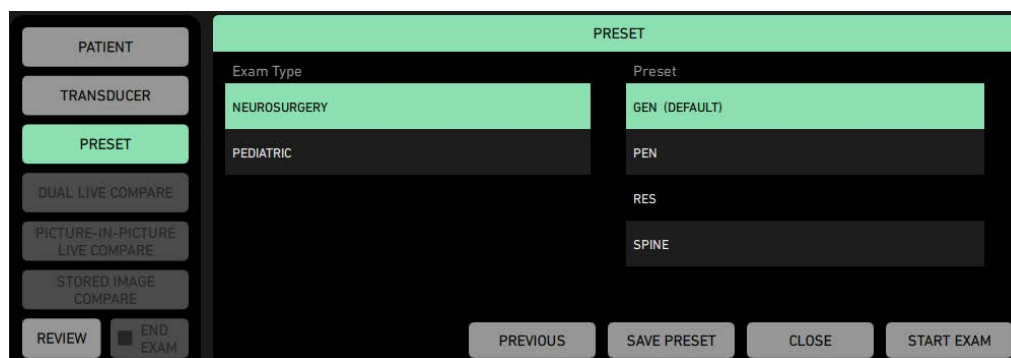 PATIENT
TRANSDUCER
PRESET
DUAL LIVE COMPARE
PICTURE-IN-PICTURE
LIVE COMPARE
STORED IMAGE
COMPARE
REVIEW
END
EXAM
PRESET
Exam Type
NEUROSURGERY
PEDIATRIC
Preset
GEN (DEFAULT)
PEN
RES
SPINE
PREVIOUS
SAVE PRESET
CLOSE
START EXAM